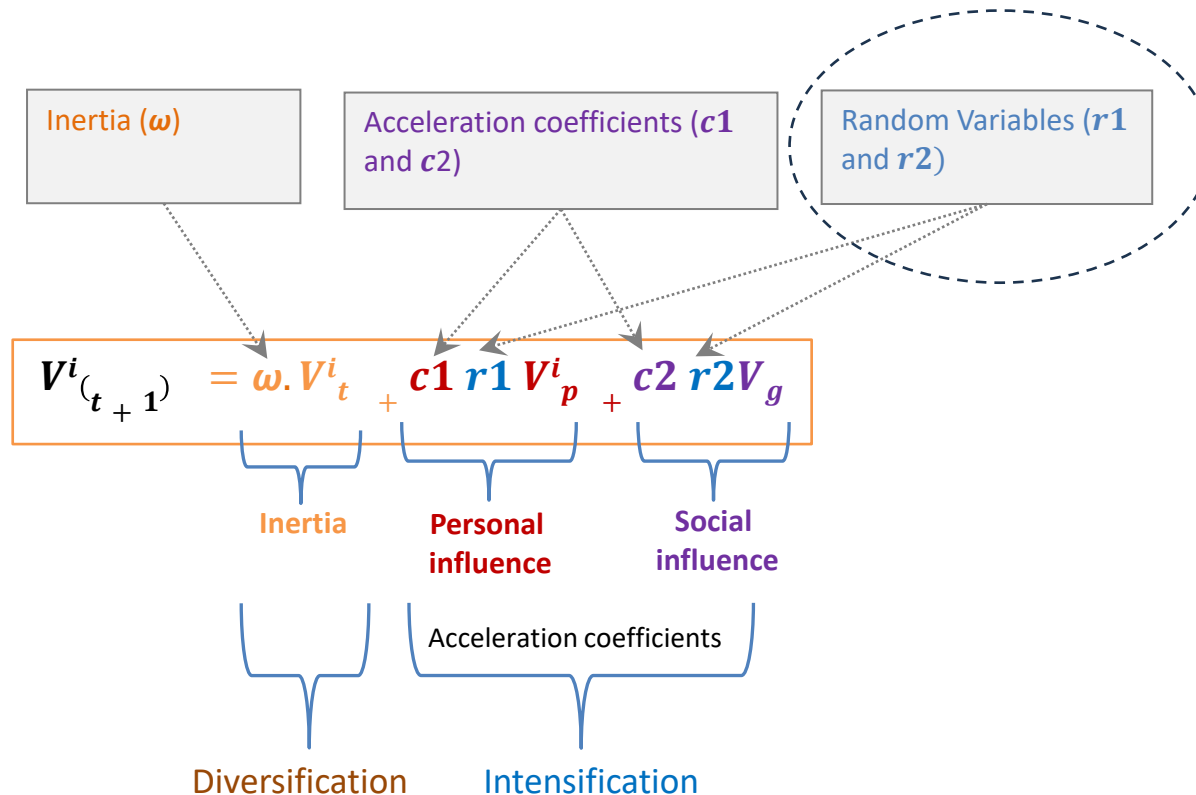 Inertia (ω)
Acceleration coefficients (c1
and c2)
Random Variables (r1
and r2)
V^i_(t + 1) = ω. V^i_t + c1 r1 V^i_p + c2 r2V_g
Inertia
Personal
influence
Social
influence
Acceleration coefficients
Diversification
Intensification